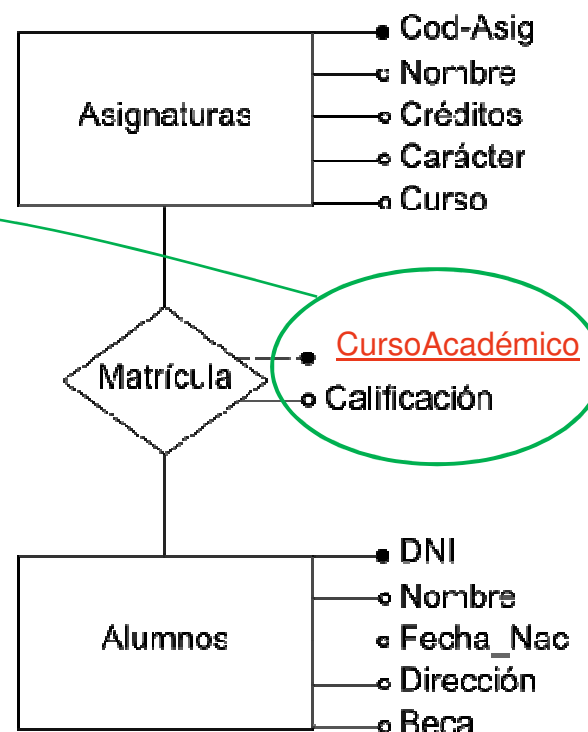 Cod-Asig
Nombre
Asignaturas
Créditos
Carácter
Curso
CursoAcadémico
Matrícula
Calificación
DNI
Nombre
Alumnos
Fecha_Nac
Dirección
Beca